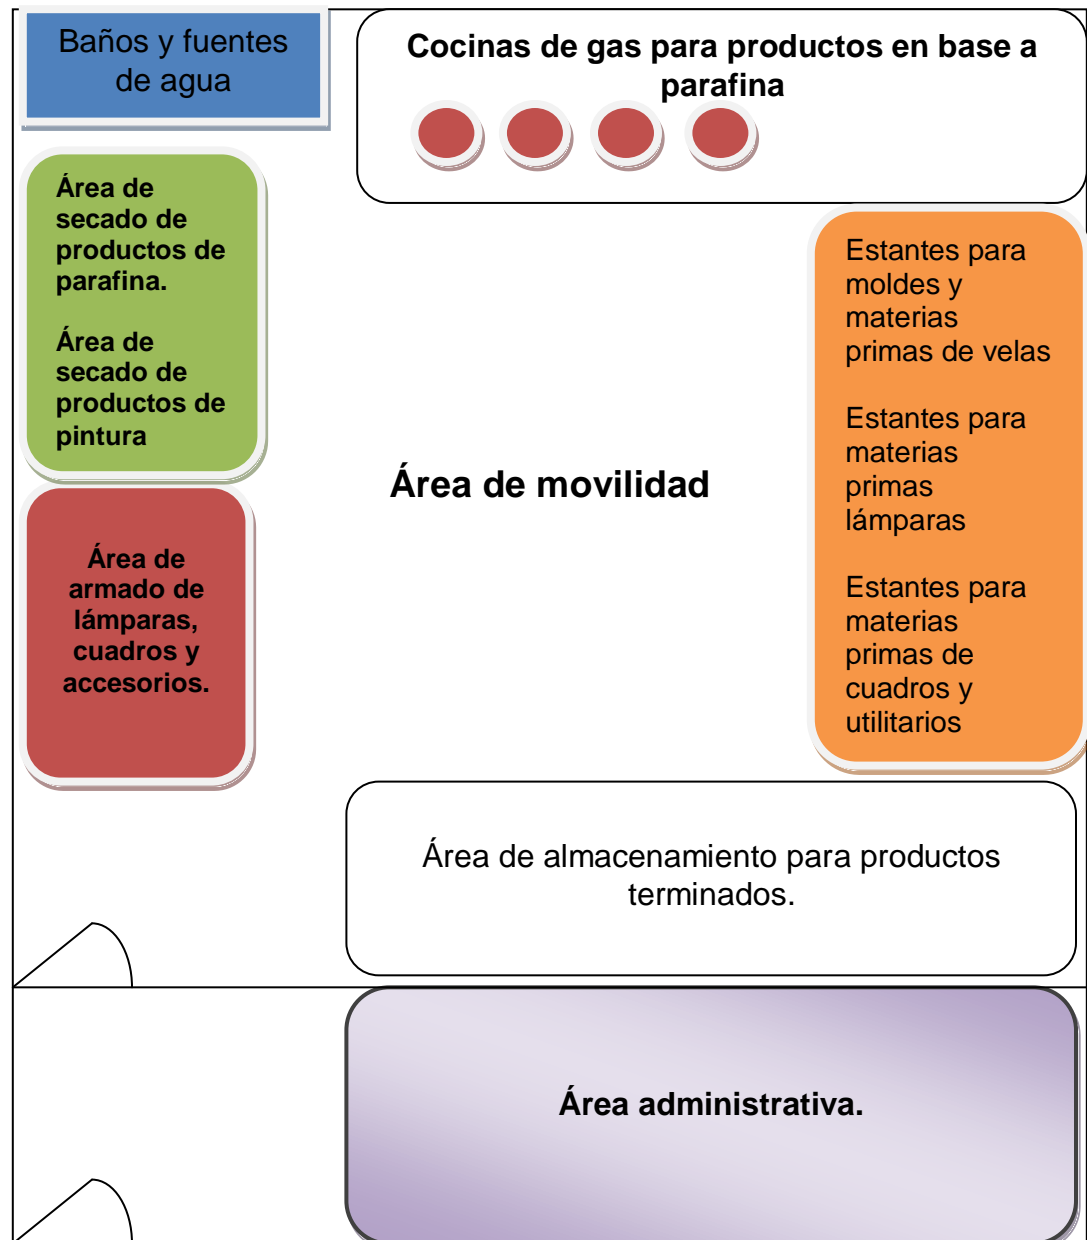 Baños y fuentes
de agua
Cocinas de gas para productos en base a
parafina
Área de
secado de
productos de
parafina.
Área de
secado de
productos de
pintura
Estantes para
moldes y
materias
primas de velas
Estantes para
materias
primas
lámparas
Estantes para
materias
primas de
cuadros y
utilitarios
Área de movilidad
Área de
armado de
lámparas,
cuadros y
accesorios.
Área de almacenamiento para productos
terminados.
Área administrativa.